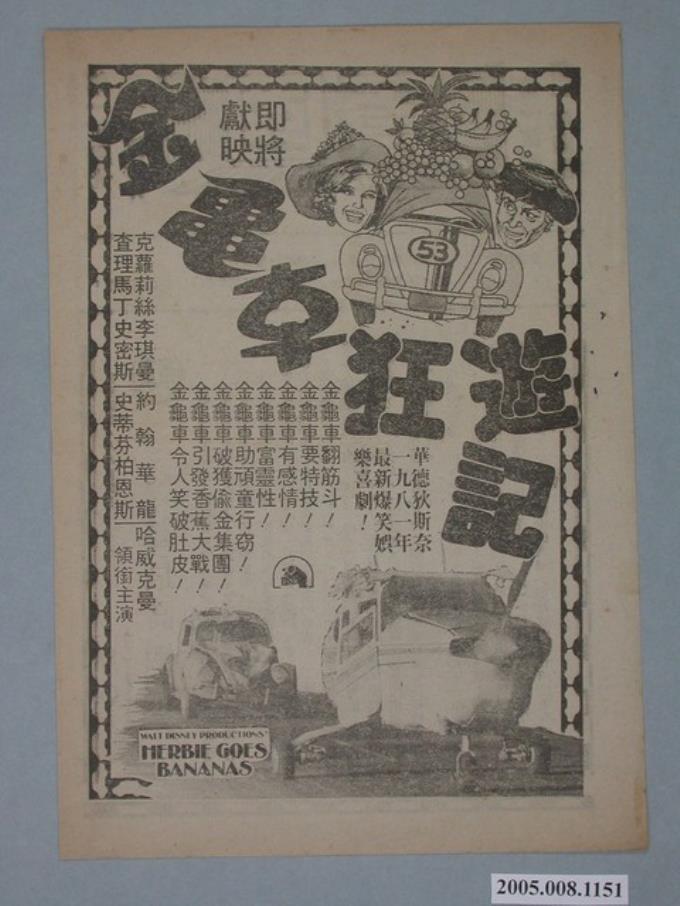 即將
獻映
金龜車狂遊記
53
華德狄斯奈
一九八一年
最新爆笑娛
樂喜劇！
金龜車翻筋斗！
金龜車要特技！
金龜車有感情！
金龜車富靈性！
金龜車助頑童行窃！
金龜車破獲偸金集團！
金龜車引發香蕉大戰！
金龜車令人笑破肚皮！
克蘿莉絲李琪曼 約翰華龍 哈威克曼
查理馬丁史密斯 史蒂芬柏恩斯 領銜主演
WALT DISNEY PRODUCTIONS'
HERBIE GOES
BANANAS
2005.008.1151